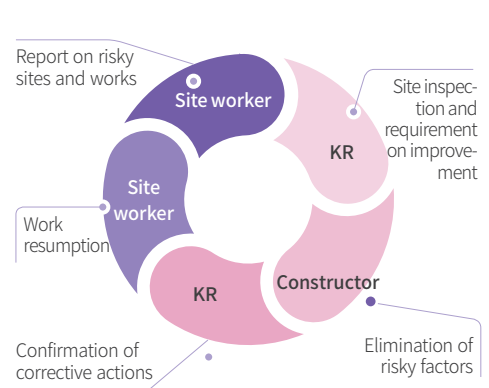 Report on risky
sites and works
Site worker
Site inspec-
tion and
requirement
on improve-
ment
KR
Site
worker
Work
resumption
Constructor
KR
Elimination of
risky factors
Confirmation of
corrective actions